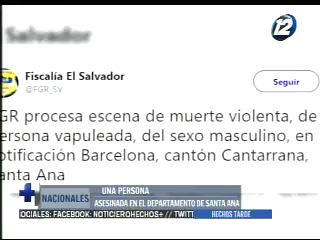 Salvador
12
Fiscalía El Salvador
@FGR_SV
Seguir
GR procesa escena de muerte violenta, de
ersona vapuleada, del sexo masculino, en
otificación Barcelona, cantón Cantarrana,
anta Ana
NACIONALES
UNA PERSONA
ASESINADA EN EL DEPARTAMENTO DE SANTA ANA
OCIALES: FACEBOOK: NOTICIEROHECHOS+ // TWITT
HECHOS TARDE